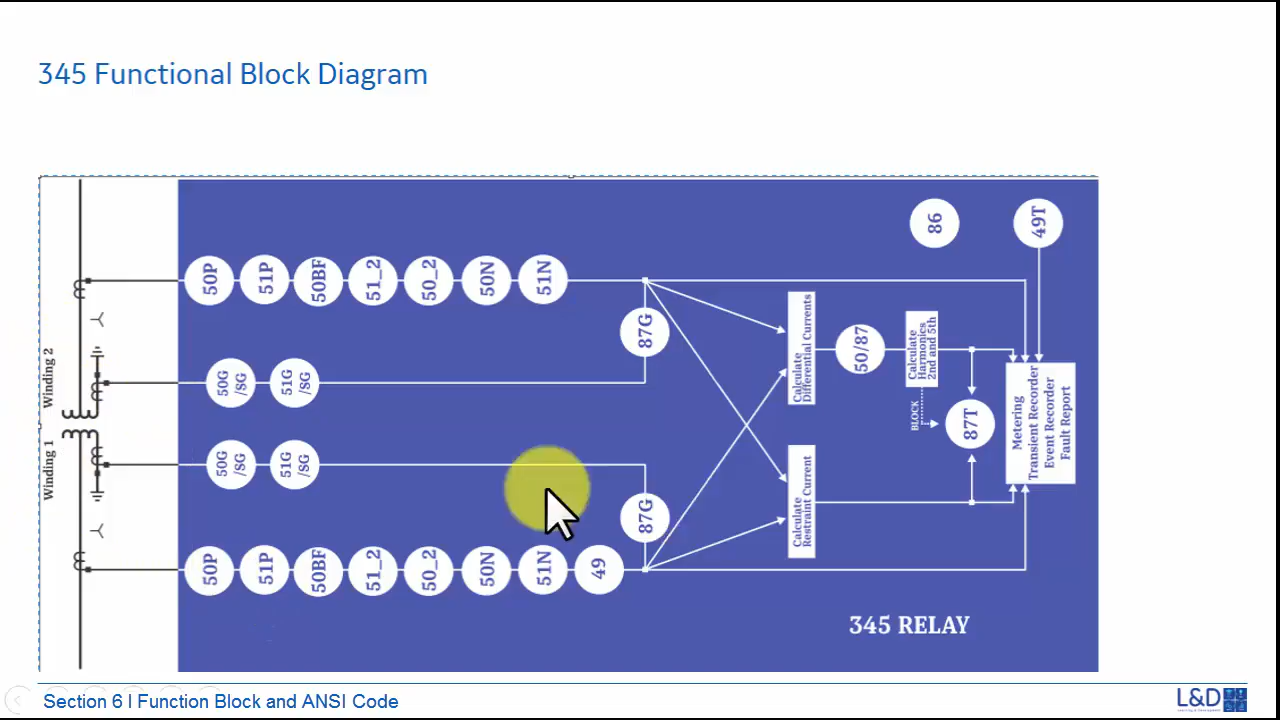 345 Functional Block Diagram
Winding 2
Winding 1
50P
51P
50BF
51_2
50_2
50N
51N
86
49T
87G
50G
/SG
51G
/SG
Calculate
Differential Currents
50/87
Calculate
Harmonics
2nd and 5th
BLOCK
87T
Metering
Transient Recorder
Event Recorder
Fault Report
50G
/SG
51G
/SG
87G
Calculate
Restraint Current
50P
51P
50BF
51_2
50_2
50N
51N
49
345 RELAY
Section 6 I Function Block and ANSI Code
L&D